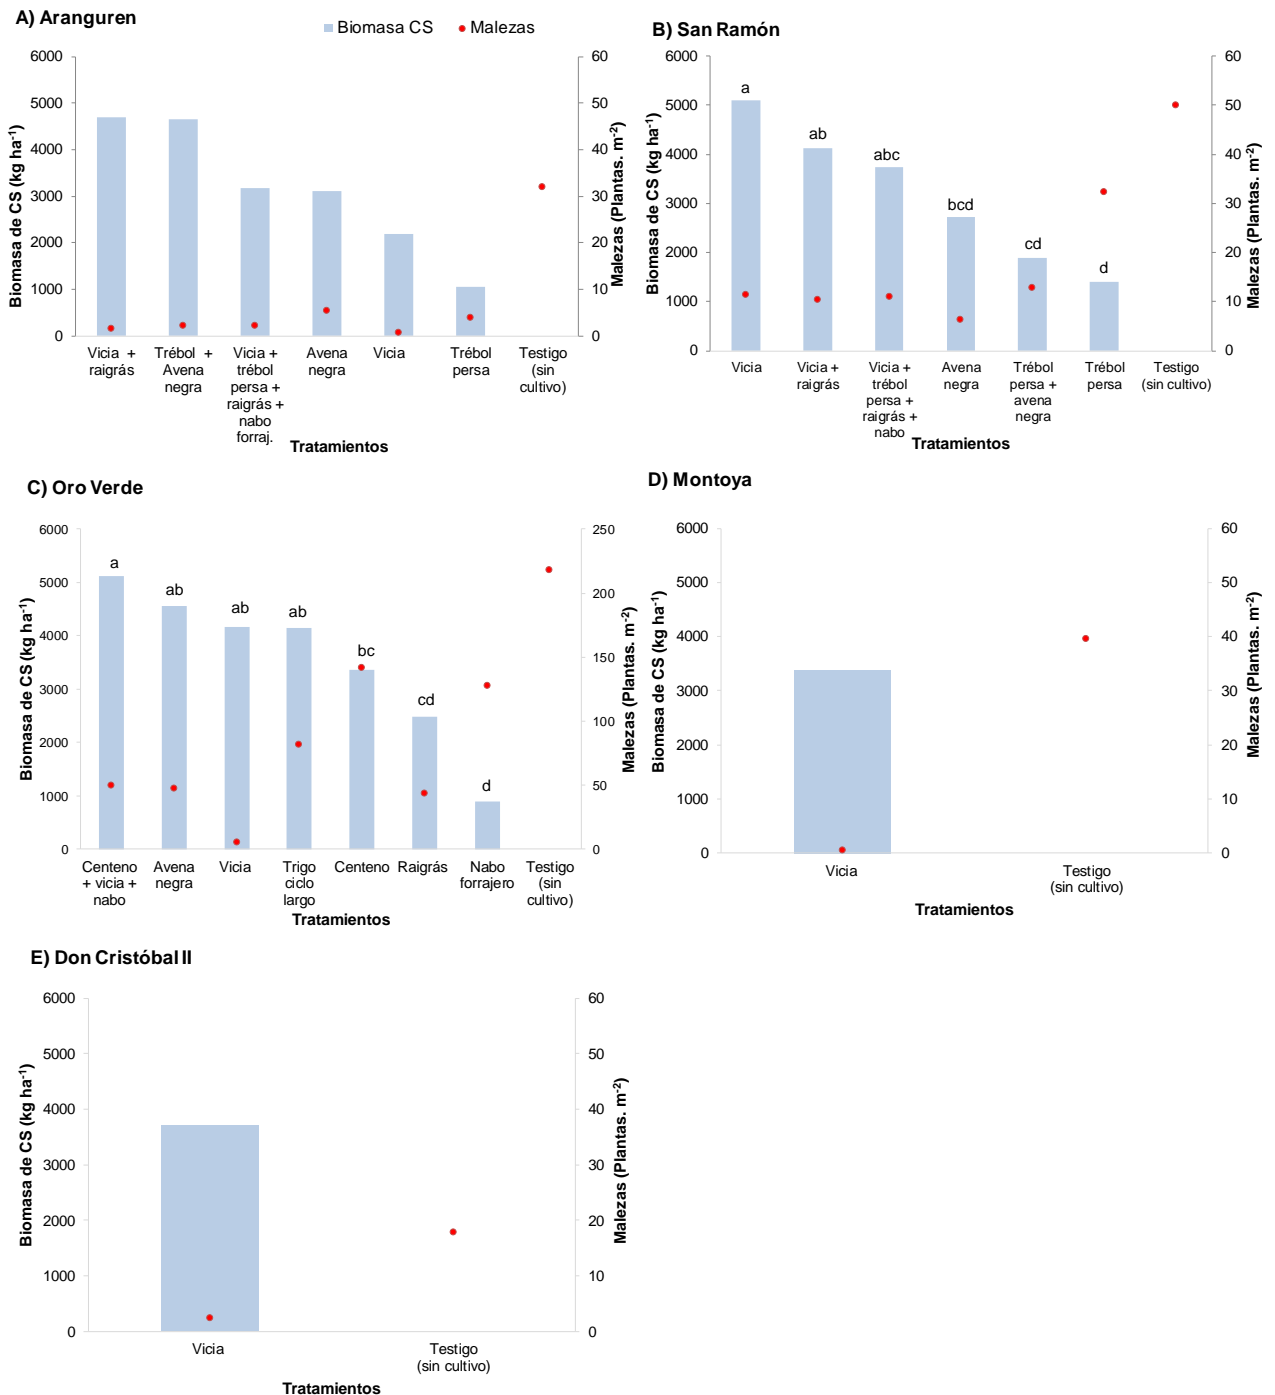 A) Aranguren
Biomasa CS
Malezas
6000
5000
4000
3000
2000
1000
0
Biomasa de CS (kg ha⁻¹)
60
50
40
30
20
10
0
Malezas (Plantas. m⁻²)
Vicia +
raigrás
Trébol +
Avena
negra
Vicia +
trébol
persa +
raigrás +
nabo
forraj.
Avena
negra
Vicia
Trébol
persa
Testigo
(sin
cultivo)
Tratamientos
B) San Ramón
6000
5000
4000
3000
2000
1000
0
Biomasa de CS (kg ha⁻¹)
a
ab
abc
bcd
cd
d
60
50
40
30
20
10
0
Malezas (Plantas. m⁻²)
Vicia
Vicia +
raigrás
Vicia +
trébol
persa +
raigrás +
nabo
Avena
negra
Trébol
persa +
avena
negra
Trébol
persa
Testigo
(sin cultivo)
Tratamientos
C) Oro Verde
6000
5000
4000
3000
2000
1000
0
Biomasa de CS (kg ha⁻¹)
a
ab
ab
ab
bc
cd
d
250
200
150
100
50
0
Malezas (Plantas. m⁻²)
Centeno
+ vicia +
nabo
Avena
negra
Vicia
Trigo
ciclo
largo
Centeno
Raigrás
Nabo
forrajero
Testigo
(sin
cultivo)
Tratamientos
D) Montoya
6000
5000
4000
3000
2000
1000
0
Biomasa de CS (kg ha⁻¹)
60
50
40
30
20
10
0
Malezas (Plantas. m⁻²)
Vicia
Testigo
(sin cultivo)
Tratamientos
E) Don Cristóbal II
6000
5000
4000
3000
2000
1000
0
Biomasa de CS (kg ha⁻¹)
60
50
40
30
20
10
0
Malezas (Plantas. m⁻²)
Vicia
Testigo
(sin cultivo)
Tratamientos